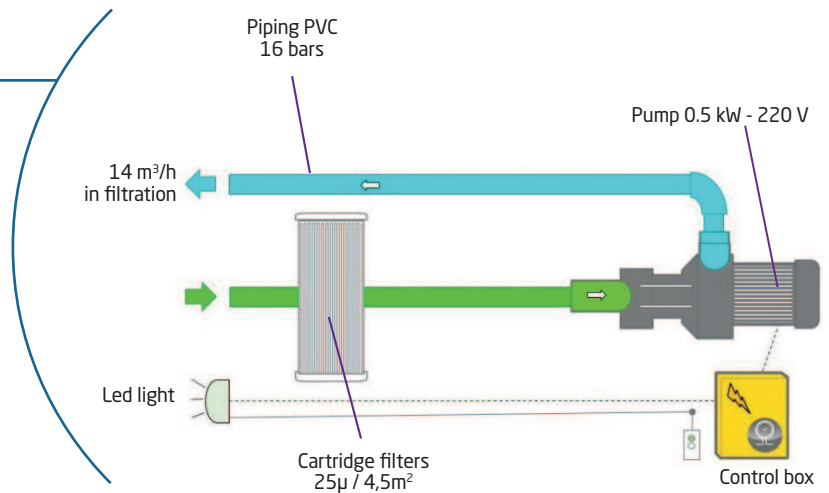 Piping PVC
16 bars
Pump 0.5 kW - 220 V
14 m³/h
in filtration
Led light
Cartridge filters
25µ / 4,5m²
Control box